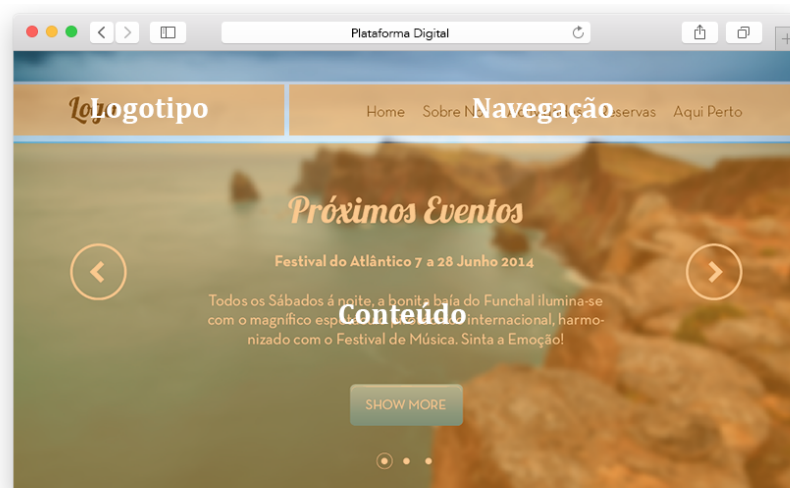 Plataforma Digital
Logo
Logotipo
Navegação
Home Sobre Reservas Aqui Perto
Próximos Eventos
Festival do Atlântico 7 a 28 Junho 2014
Todos os Sábados á noite, a bonita baía do Funchal ilumina-se
com o magnífico internacional, harmo-
Conteúdo
nizado com o Festival de Música. Sinta a Emoção!
SHOW MORE